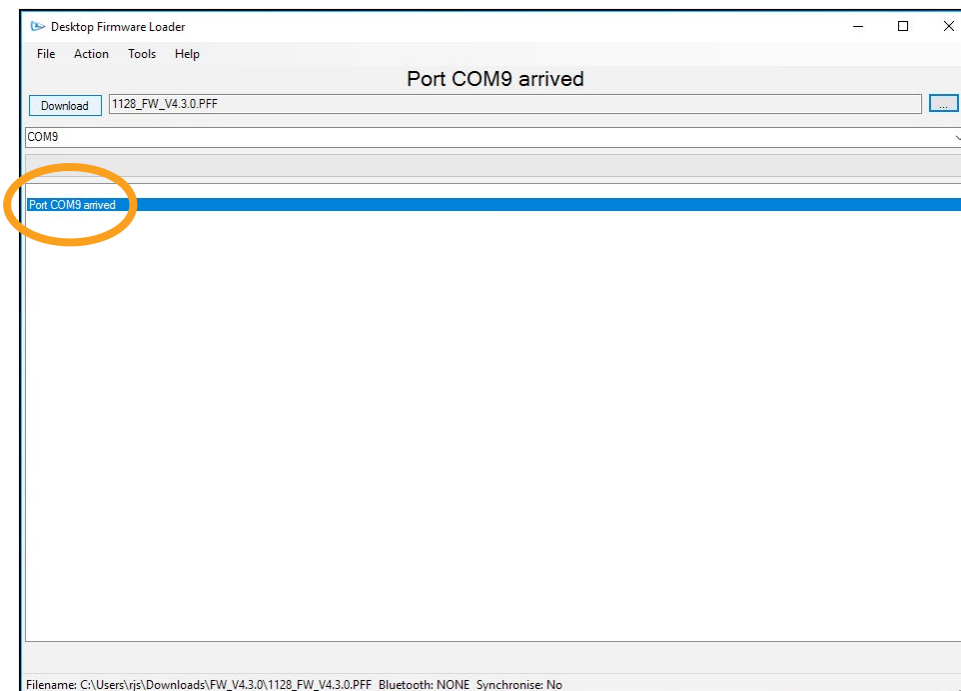 Desktop Firmware Loader
File Action Tools Help
Port COM9 arrived
Download 1128_FW_V4.3.0.PFF ...
COM9
Port COM9 arrived
Filename: C:\Users\rjs\Downloads\FW_V4.3.0\1128_FW_V4.3.0.PFF Bluetooth: NONE Synchronise: No